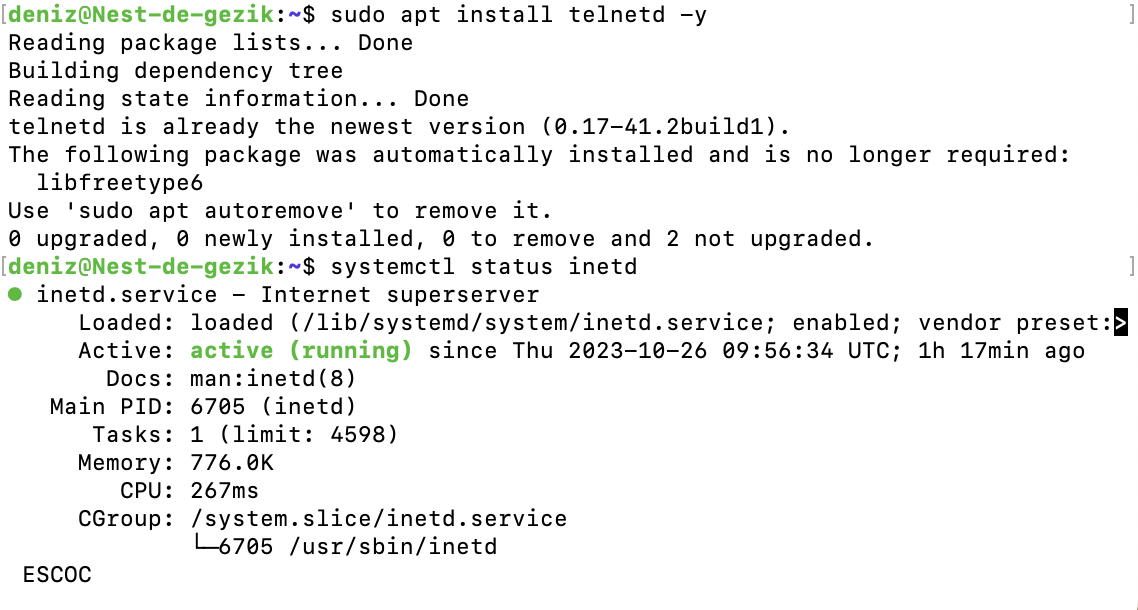 [deniz@Nest-de-gezik:~$ sudo apt install telnetd -y ]
Reading package lists... Done
Building dependency tree
Reading state information... Done
telnetd is already the newest version (0.17-41.2build1).
The following package was automatically installed and is no longer required:
  libfreetype6
Use 'sudo apt autoremove' to remove it.
0 upgraded, 0 newly installed, 0 to remove and 2 not upgraded.
[deniz@Nest-de-gezik:~$ systemctl status inetd ]
● inetd.service - Internet superserver
     Loaded: loaded (/lib/systemd/system/inetd.service; enabled; vendor preset:>
     Active: active (running) since Thu 2023-10-26 09:56:34 UTC; 1h 17min ago
       Docs: man:inetd(8)
   Main PID: 6705 (inetd)
      Tasks: 1 (limit: 4598)
     Memory: 776.0K
        CPU: 267ms
     CGroup: /system.slice/inetd.service
             └─6705 /usr/sbin/inetd
 ESCOC